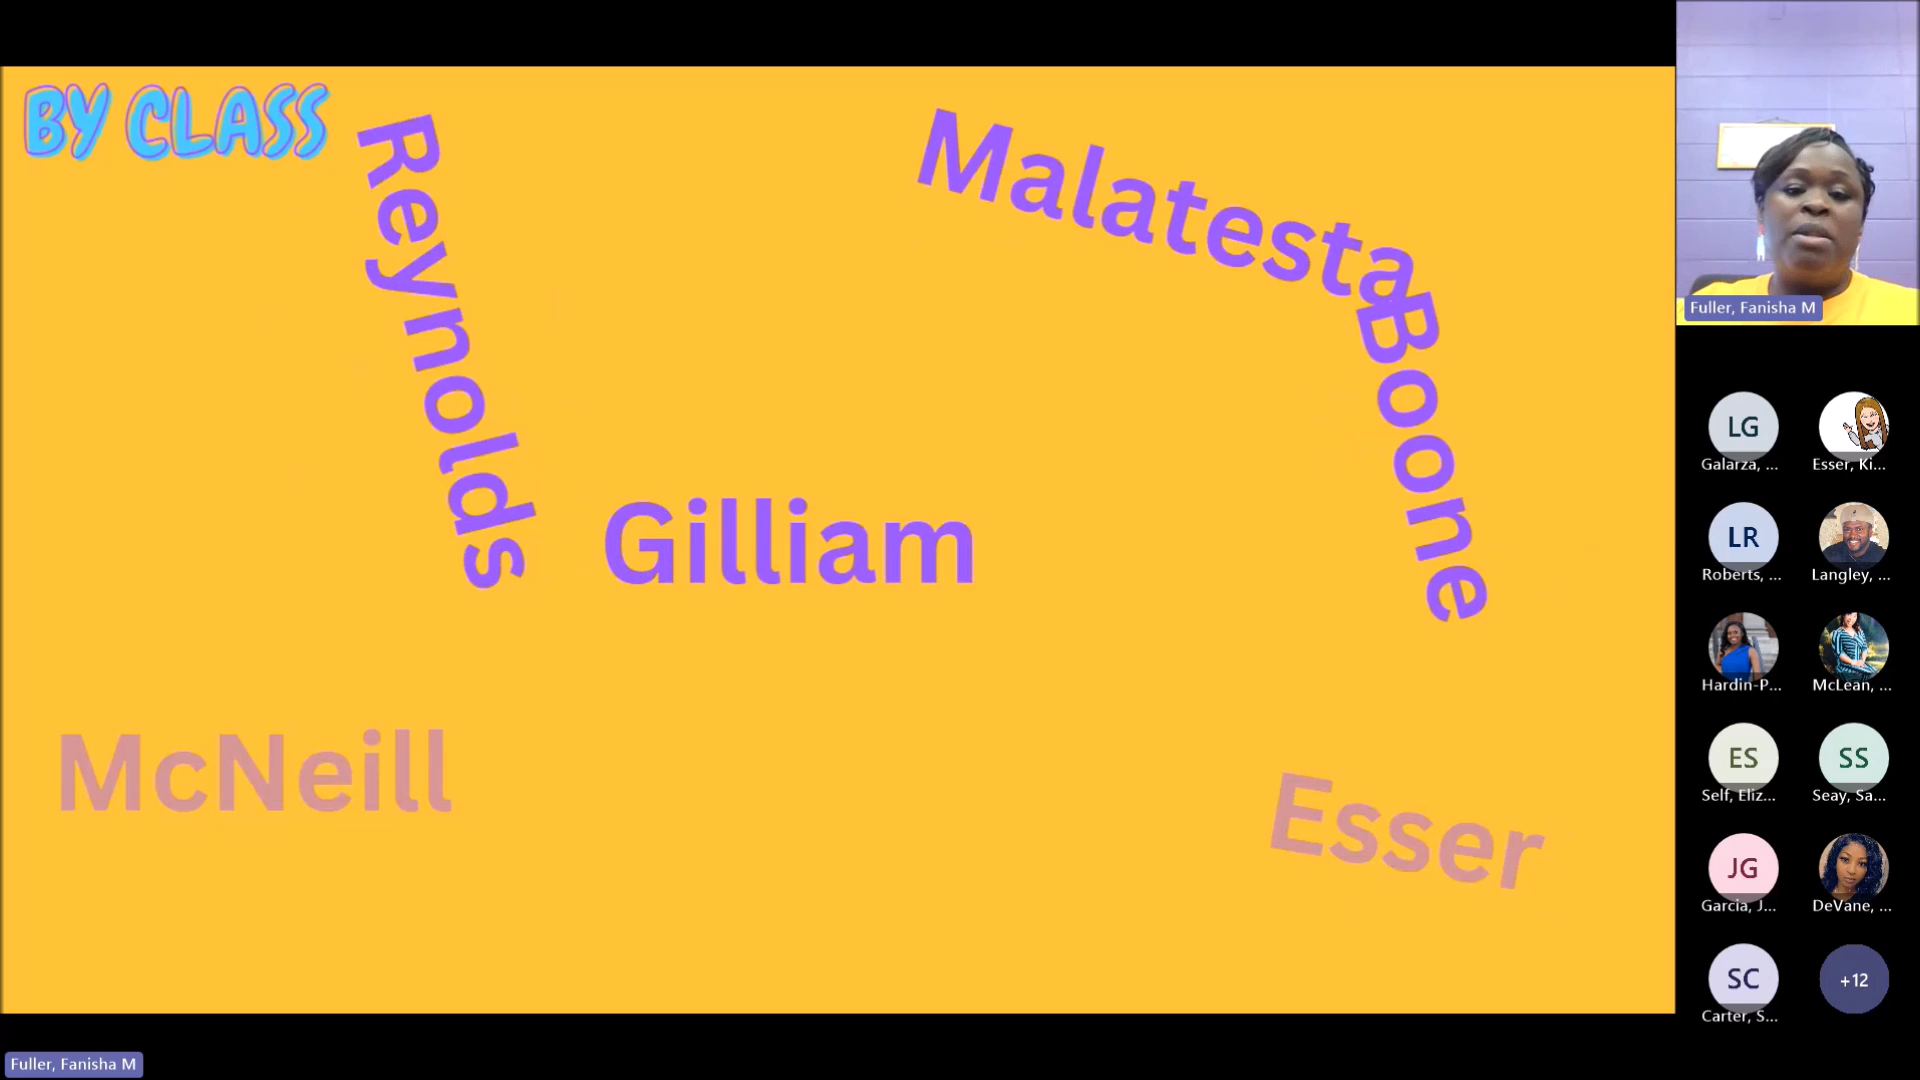 BY CLASS
Reynolds
Malatesta
Boone
Gilliam
McNeill
Esser
Fuller, Fanisha M
LG
Galarza, ...
Esser, Ki...
LR
Roberts, ...
Langley, ...
Hardin-P...
McLean, ...
ES
Self, Eliz...
SS
Seay, Sa...
JG
Garcia, J...
DeVane, ...
SC
Carter, S...
+12
Fuller, Fanisha M